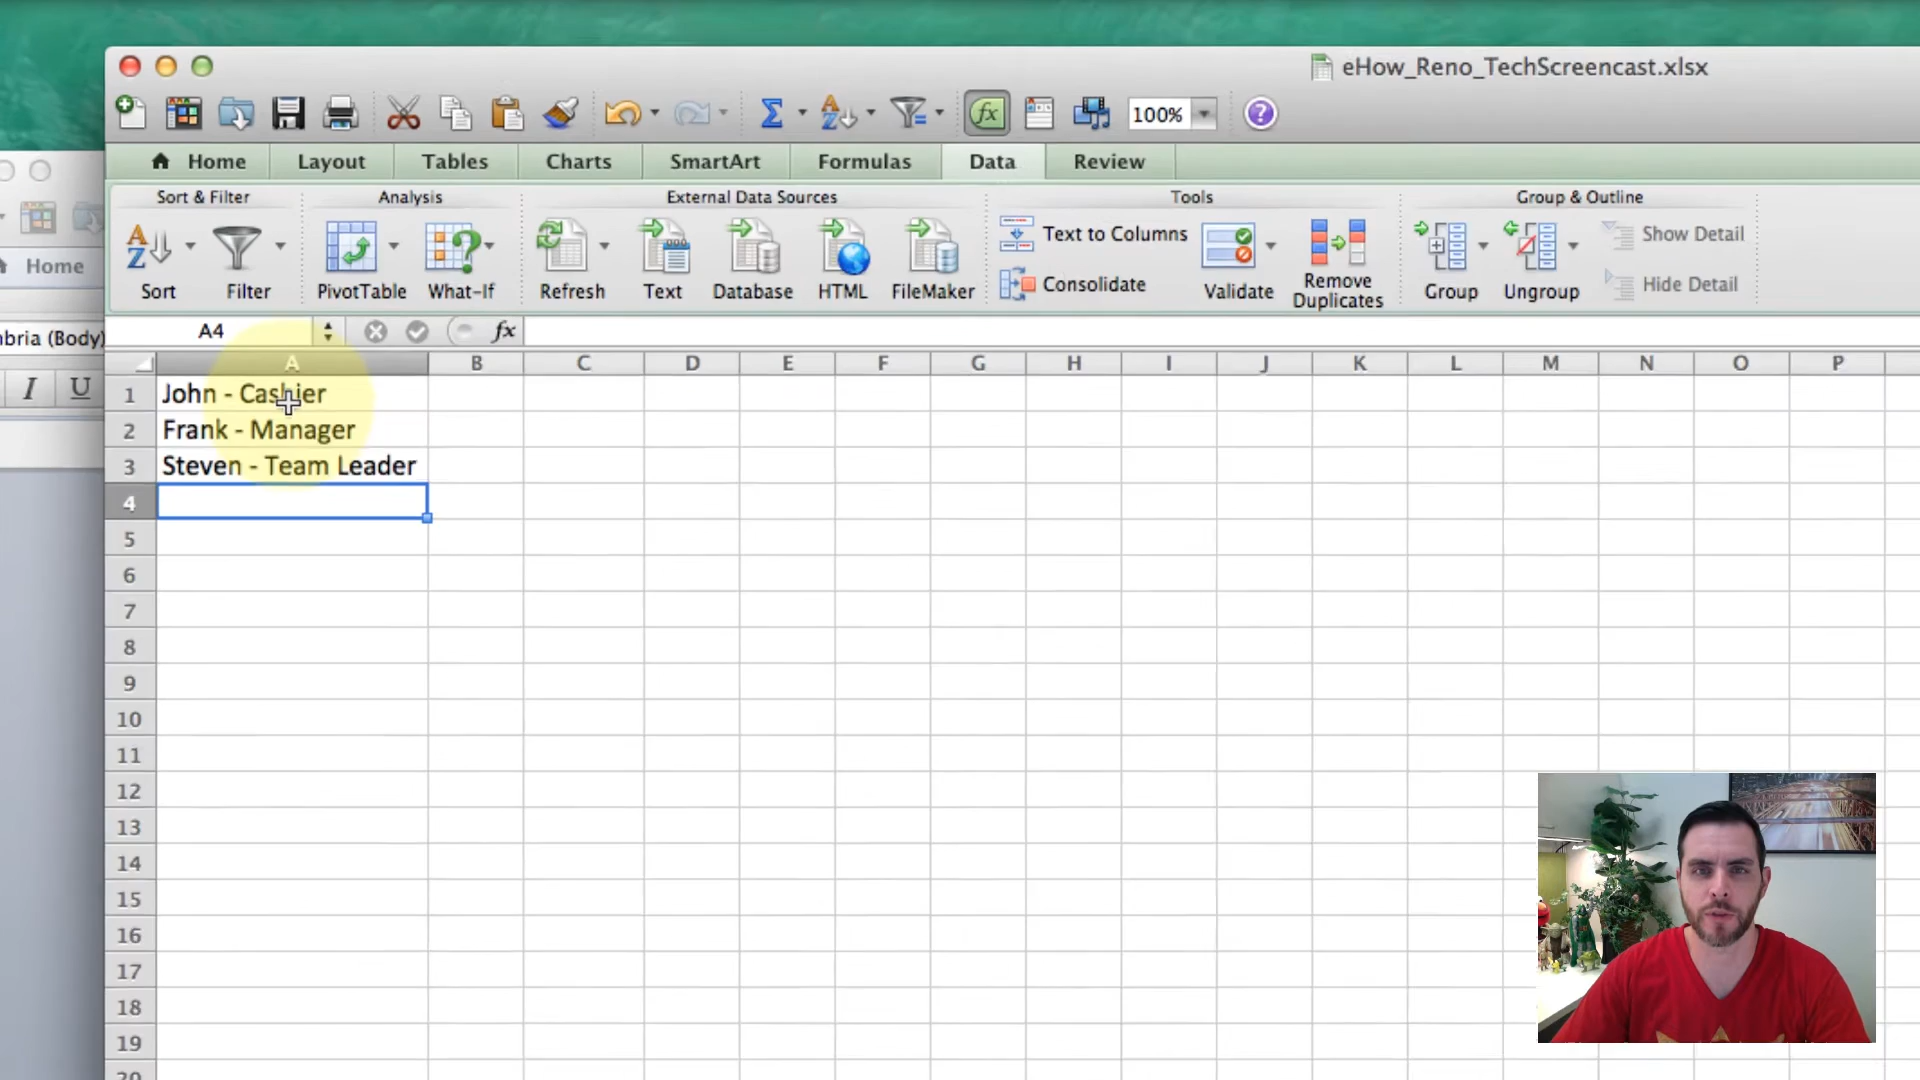 eHow_Reno_TechScreencast.xlsx
100%
Home Layout Tables Charts SmartArt Formulas Data Review
Sort & Filter Analysis External Data Sources Tools Group & Outline
Sort Filter PivotTable What-If Refresh Text Database HTML FileMaker Text to Columns Consolidate Validate Remove Duplicates Group Ungroup Show Detail Hide Detail
Home
A4 fx
bria (Body)
I U
A B C D E F G H I J K L M N O P
1 John - Cashier
2 Frank - Manager
3 Steven - Team Leader
4
5
6
7
8
9
10
11
12
13
14
15
16
17
18
19
20